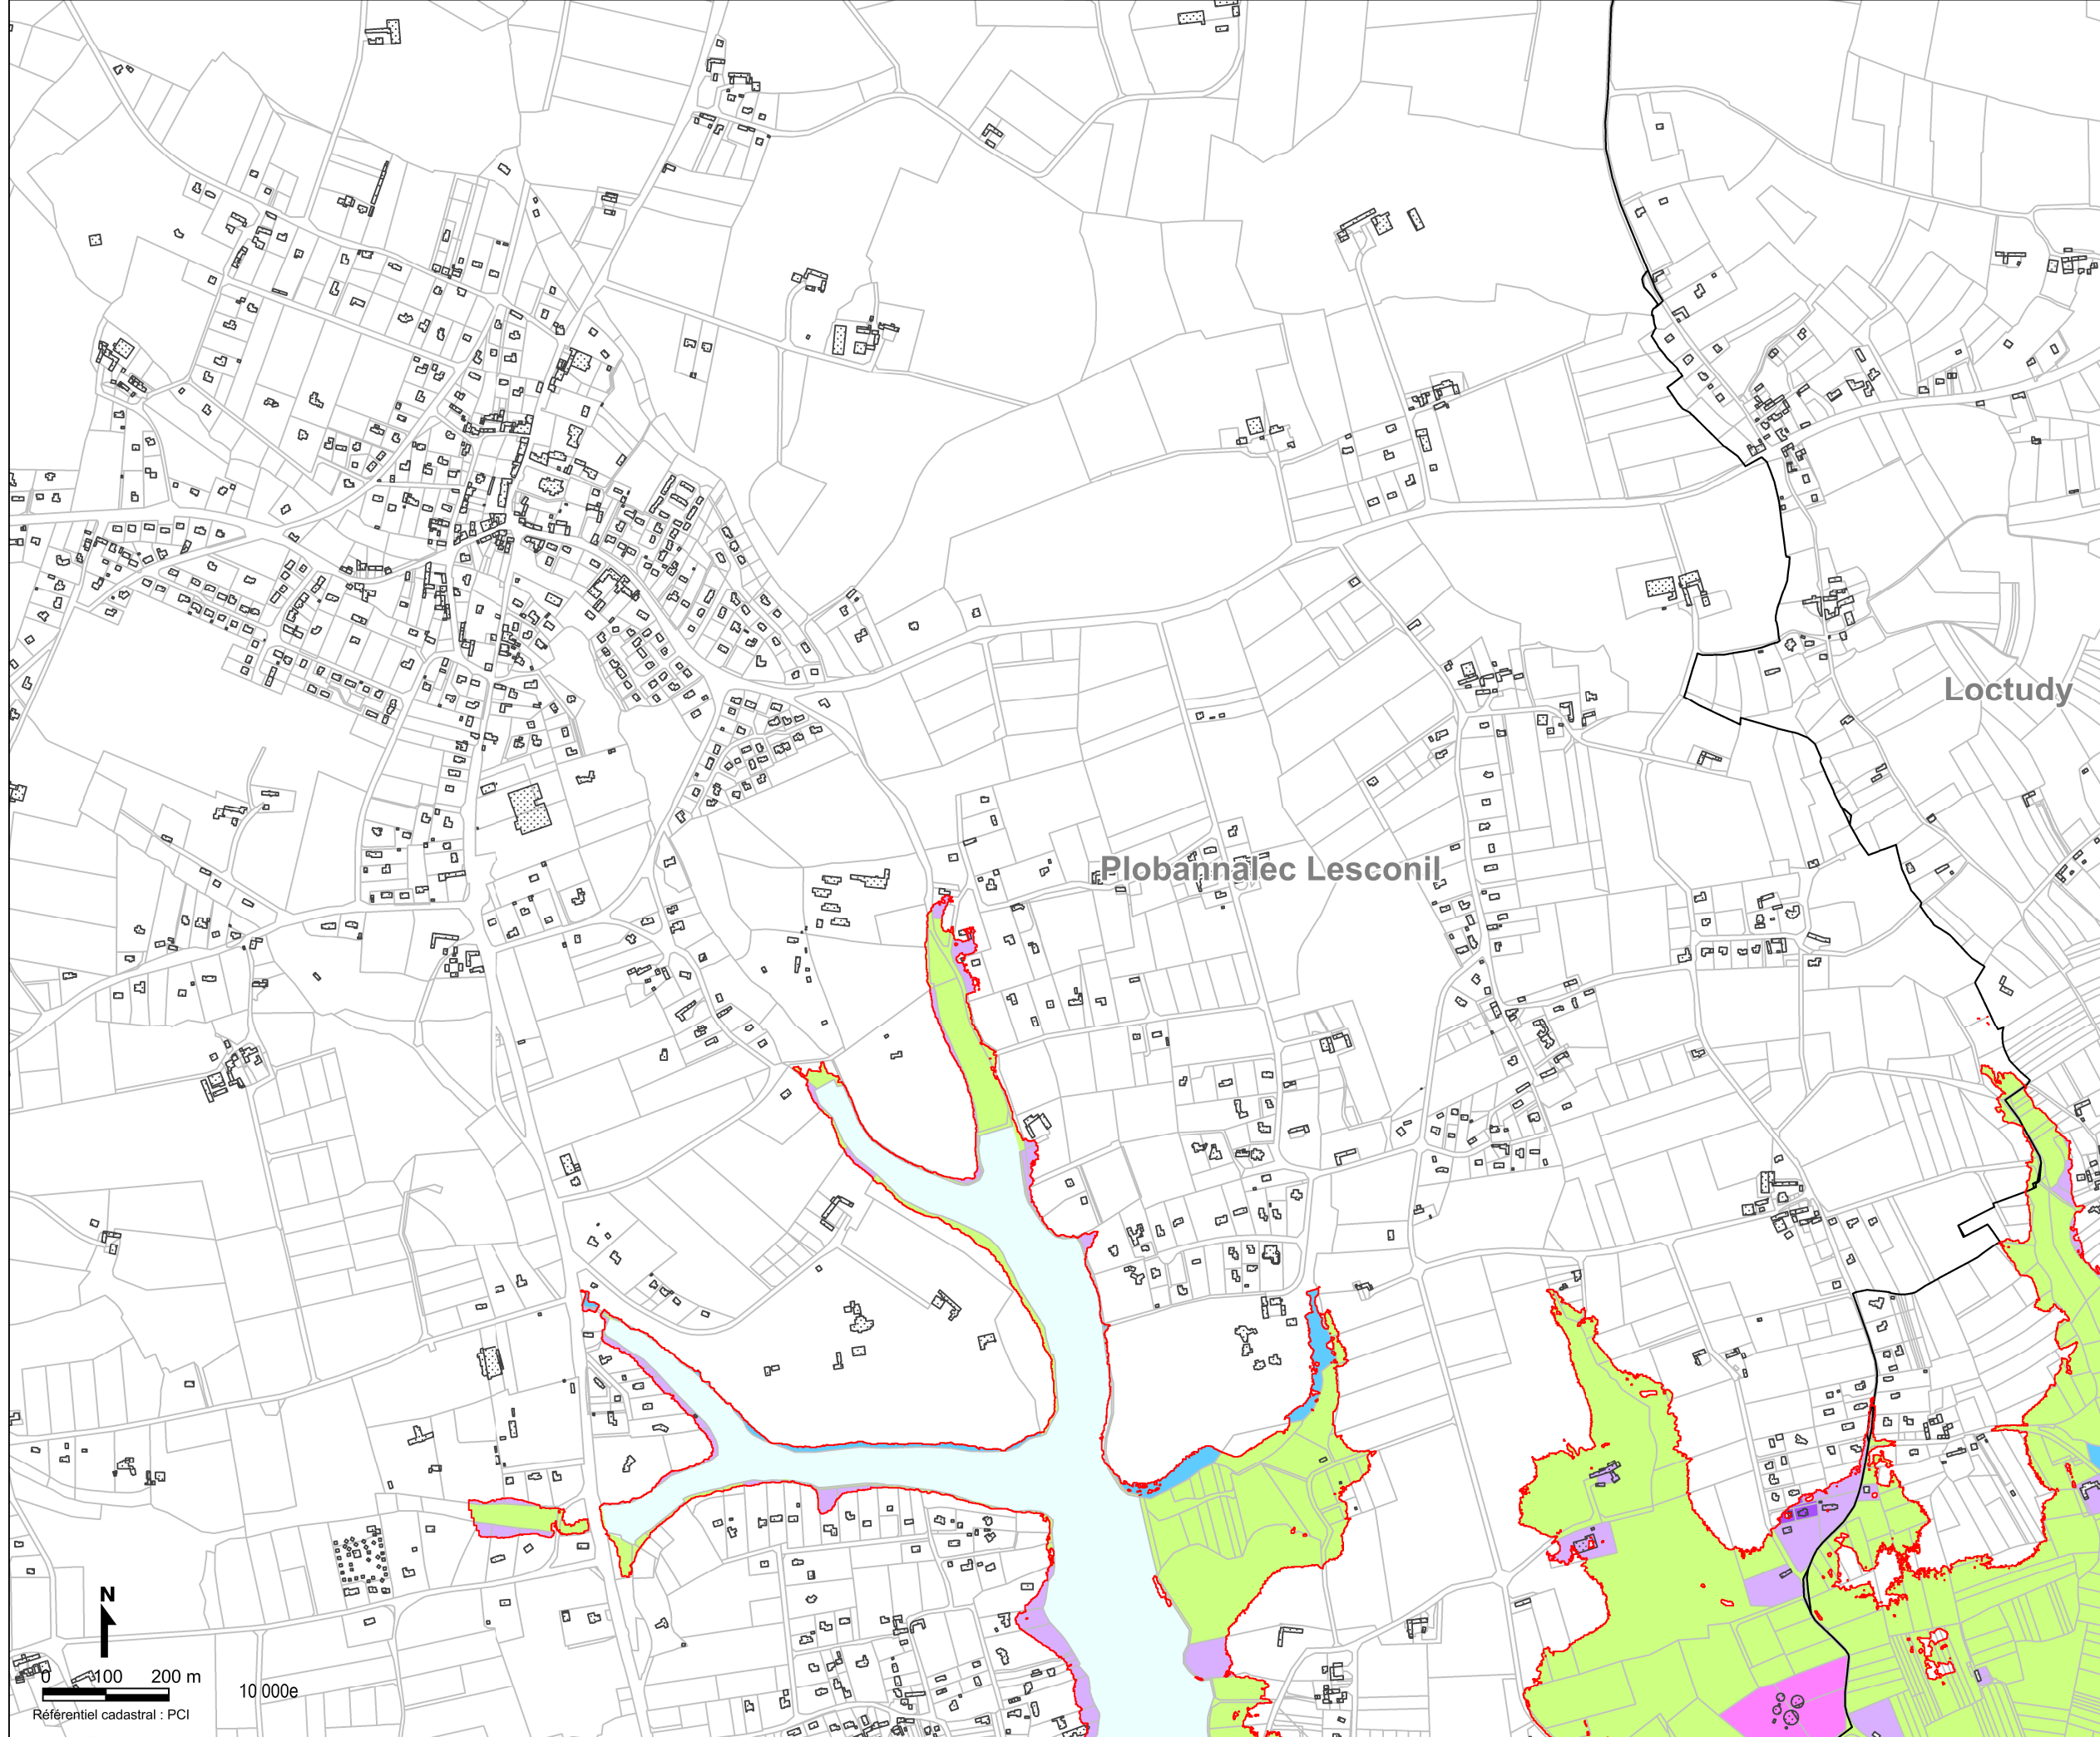 Loctudy
Plobannalec Lesconil
N
0 100 200 m
10 000e
Référentiel cadastral : PCI